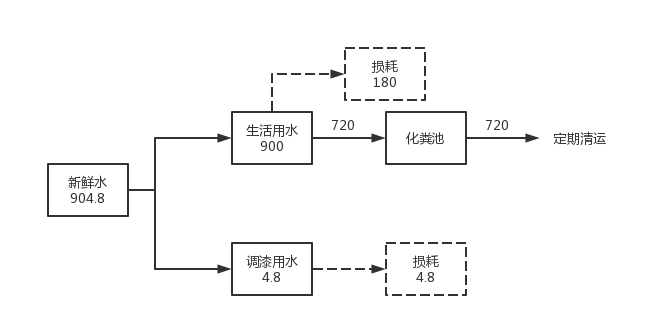 损耗
180
生活用水
900
720
化粪池
720
定期清运
新鲜水
904.8
调漆用水
4.8
损耗
4.8